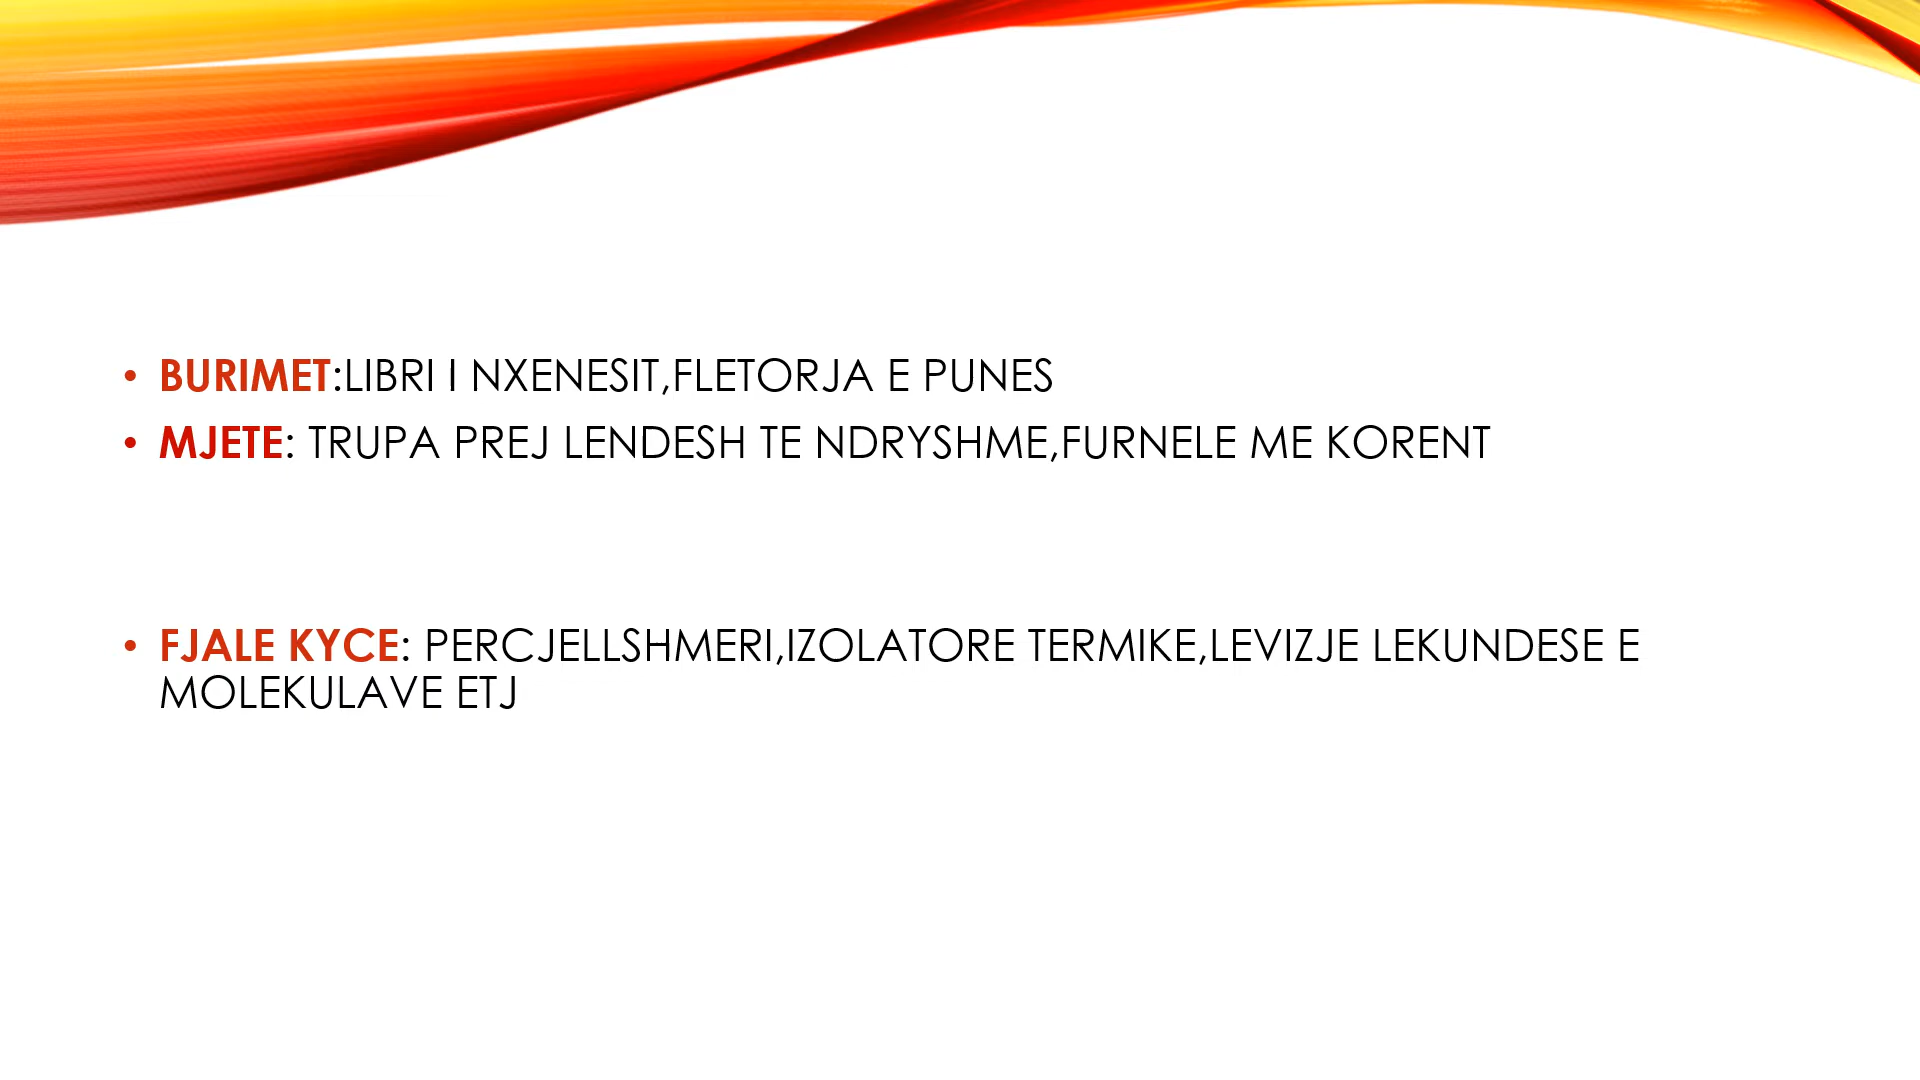 • BURIMET:LIBRI I NXENESIT,FLETORJA E PUNES
• MJETE: TRUPA PREJ LENDESH TE NDRYSHME,FURNELE ME KORENT
• FJALE KYCE: PERCJELLSHMERI,IZOLATORE TERMIKE,LEVIZJE LEKUNDESE E
MOLEKULAVE ETJ